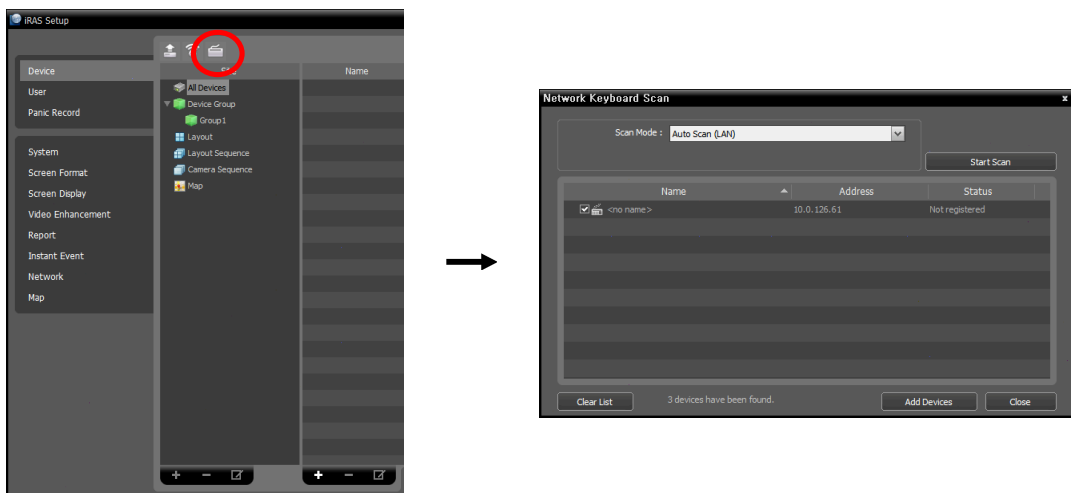 iRAS Setup
Device
User
Panic Record
System
Screen Format
Screen Display
Video Enhancement
Report
Instant Event
Network
Map
Name
All Devices
Device Group
Group1
Layout
Layout Sequence
Camera Sequence
Map
Network Keyboard Scan
x
Scan Mode : Auto Scan (LAN)
Start Scan
Name Address Status
<no name> 10.0.126.61 Not registered
Clear List 3 devices have been found. Add Devices Close